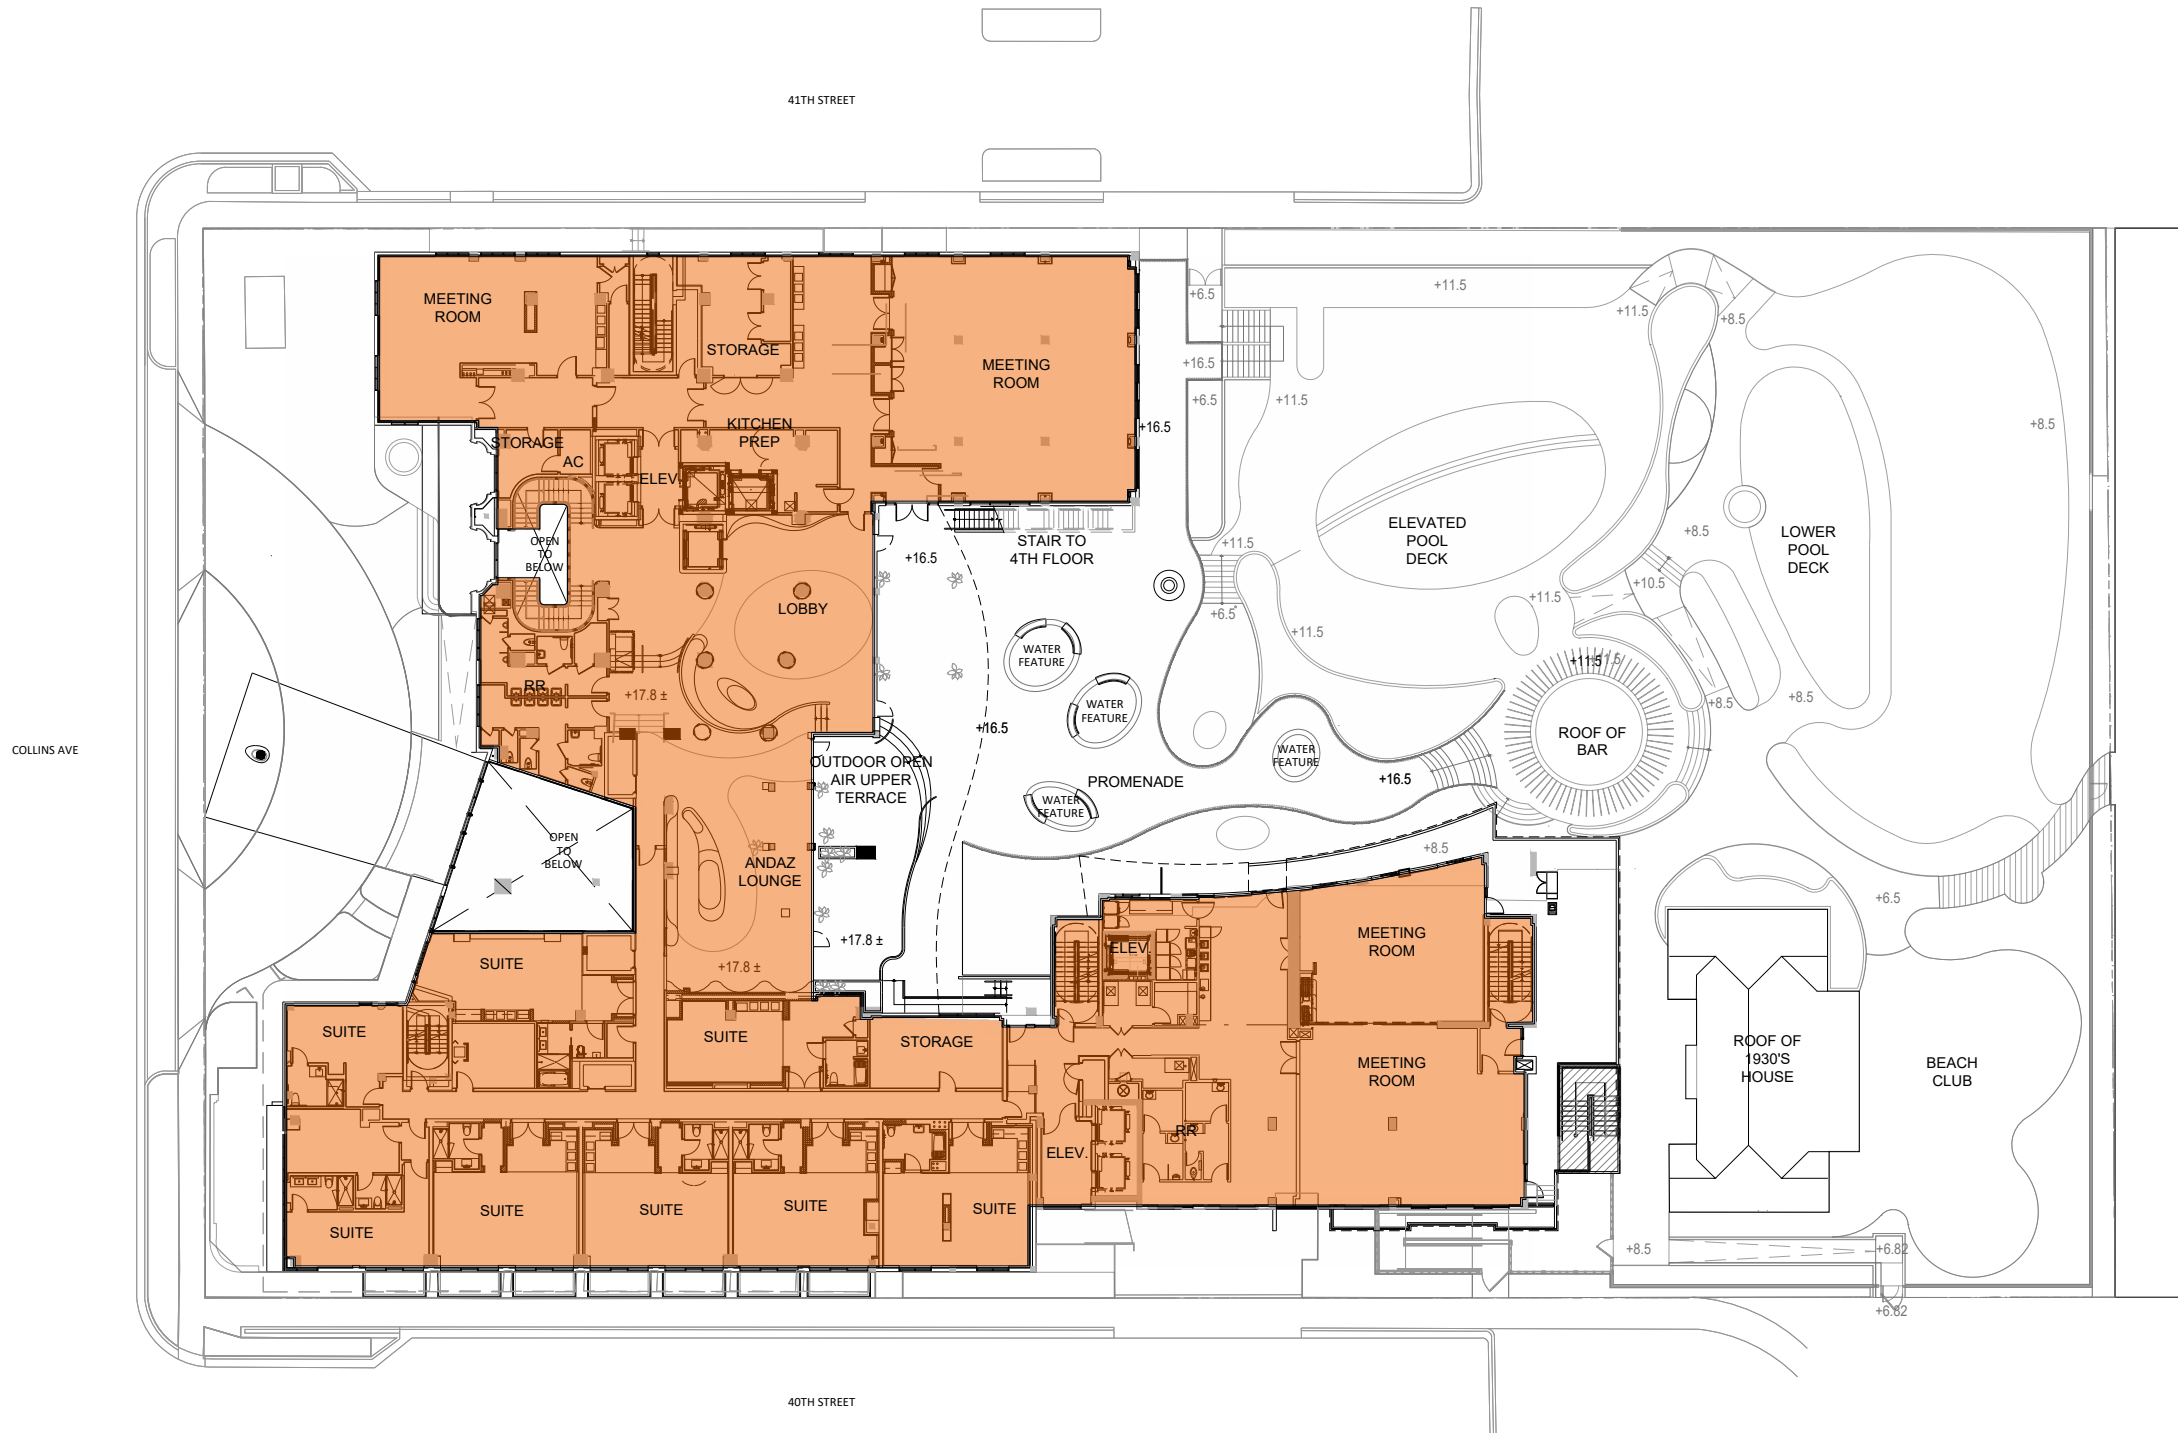 41TH STREET
MEETING
ROOM
STORAGE
MEETING
ROOM
+6.5
+11.5
+11.5
+8.5
+16.5
+6.5
+11.5
+16.5
+8.5
KITCHEN
PREP
STORAGE
AC
ELEV.
OPEN
TO
BELOW
+16.5
STAIR TO
4TH FLOOR
+11.5
ELEVATED
POOL
DECK
+8.5
LOWER
POOL
DECK
+10.5
+11.5
+6.5
+11.5
LOBBY
WATER
FEATURE
+11.5
+11.5
RR
+17.8 ±
WATER
FEATURE
+8.5
+8.5
+16.5
COLLINS AVE
ROOF OF
BAR
WATER
FEATURE
OUTDOOR OPEN
AIR UPPER
TERRACE
PROMENADE
+16.5
WATER
FEATURE
OPEN
TO
BELOW
ANDAZ
LOUNGE
+8.5
+6.5
+17.8 ±
ELEV.
MEETING
ROOM
SUITE
+17.8 ±
SUITE
SUITE
STORAGE
MEETING
ROOM
ROOF OF
1930'S
HOUSE
BEACH
CLUB
RR
ELEV.
SUITE
SUITE
SUITE
SUITE
SUITE
+8.5
+6.82
+6.82
40TH STREET